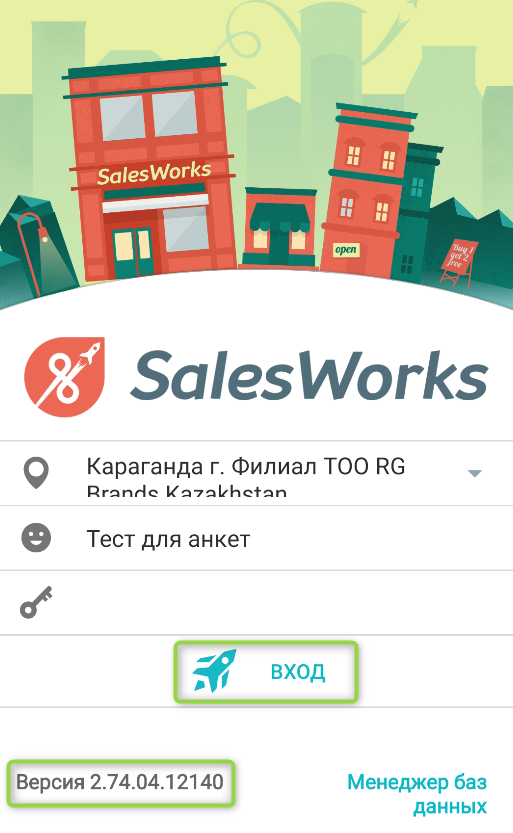 SalesWorks
open
Buy 1
get 2
free
SalesWorks
Караганда г. Филиал ТОО RG
Brands Kazakhstan
Тест для анкет
ВХОД
Версия 2.74.04.12140
Менеджер баз
данных